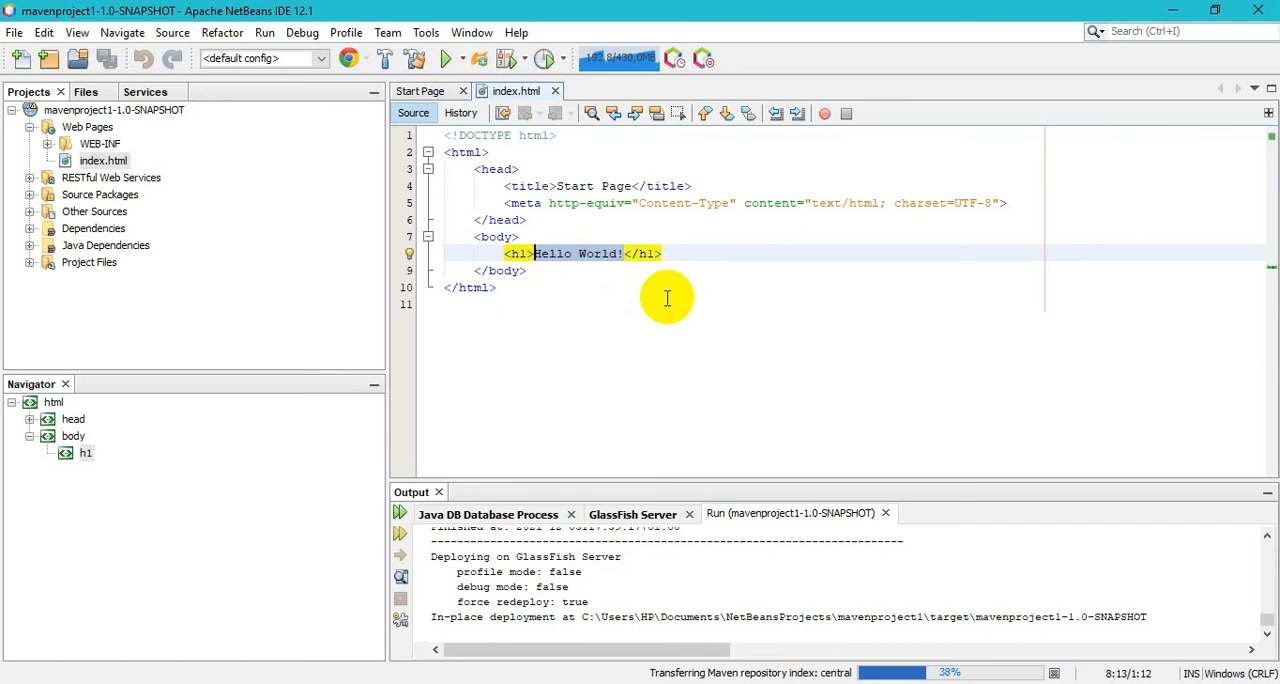 mavenproject1-1.0-SNAPSHOT - Apache NetBeans IDE 12.1
File Edit View Navigate Source Refactor Run Debug Profile Team Tools Window Help
Search (Ctrl+I)
<default config>
192,8/430,0MB
Projects Files Services
mavenproject1-1.0-SNAPSHOT
Web Pages
WEB-INF
index.html
RESTful Web Services
Source Packages
Other Sources
Dependencies
Java Dependencies
Project Files
Navigator
html
head
body
h1
Start Page index.html
Source History
1 <!DOCTYPE html>
2 <html>
3 <head>
4 <title>Start Page</title>
5 <meta http-equiv="Content-Type" content="text/html; charset=UTF-8">
6 </head>
7 <body>
<h1>Hello World!</h1>
9 </body>
10 </html>
11
Output
Java DB Database Process GlassFish Server Run (mavenproject1-1.0-SNAPSHOT)
------------------------------------------------------------------------
Deploying on GlassFish Server
profile mode: false
debug mode: false
force redeploy: true
In-place deployment at C:\Users\HP\Documents\NetBeansProjects\mavenproject1\target\mavenproject1-1.0-SNAPSHOT
Transferring Maven repository index: central 38% 8:13/1:12 INS Windows (CRLF)